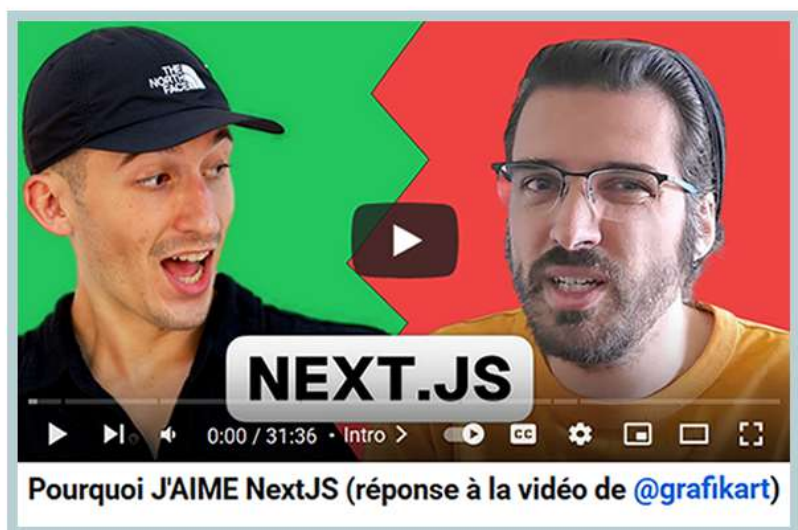 THE
NORTH
FACE
NEXT.JS
0:00 / 31:36 • Intro >
CC
Pourquoi J'AIME NextJS (réponse à la vidéo de @grafikart)